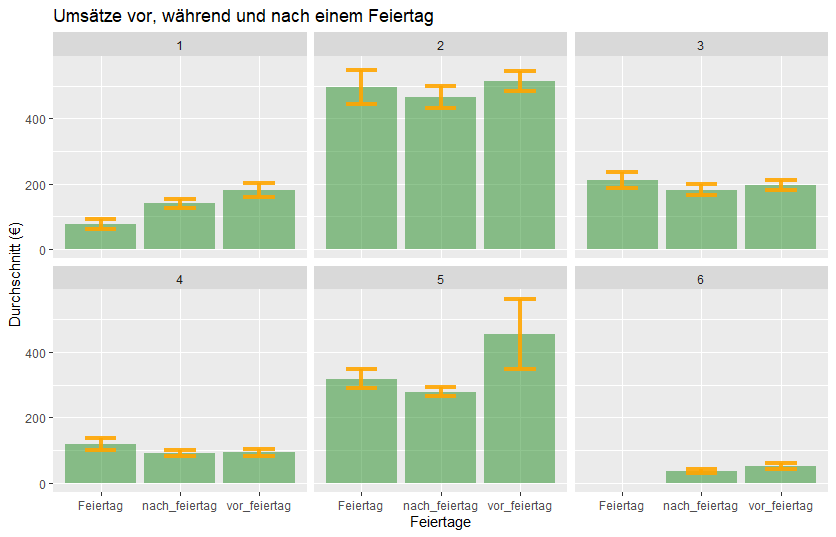 Umsätze vor, während und nach einem Feiertag
1
2
3
400
200
0
4
5
6
400
200
0
Durchschnitt (€)
Feiertag nach_feiertag vor_feiertag
Feiertag nach_feiertag vor_feiertag
Feiertag nach_feiertag vor_feiertag
Feiertage